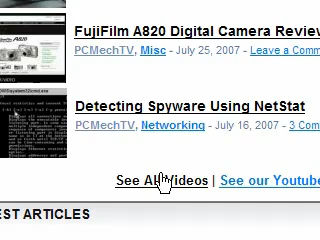 FujiFilm A820 Digital Camera Review
PCMechTV, Misc - July 25, 2007 - Leave a Comm
Detecting Spyware Using NetStat
PCMechTV, Networking - July 16, 2007 - 3 Com
See All Videos | See our Youtube
EST ARTICLES